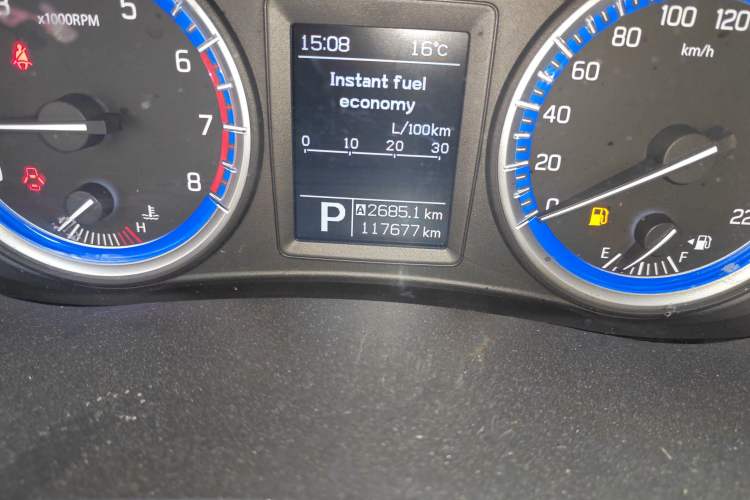 x1000RPM
5
6
7
8
H
15:08 16°C
Instant fuel
economy
L/100km
0 10 20 30
P
A 2685.1 km
117677 km
0
20
40
60
80
100
120
km/h
E F